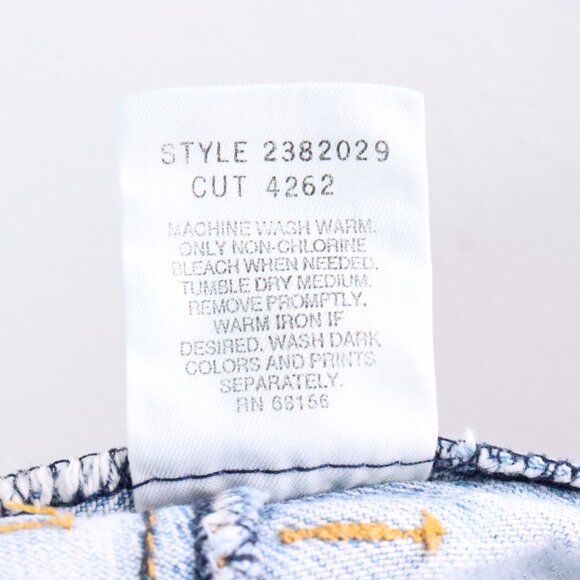 STYLE 2382029
CUT 4262
MACHINE WASH WARM.
ONLY NON-CHLORINE
BLEACH WHEN NEEDED.
TUMBLE DRY MEDIUM.
REMOVE PROMPTLY.
WARM IRON IF
DESIRED. WASH DARK
COLORS AND PRINTS
SEPARATELY.
RN 68156